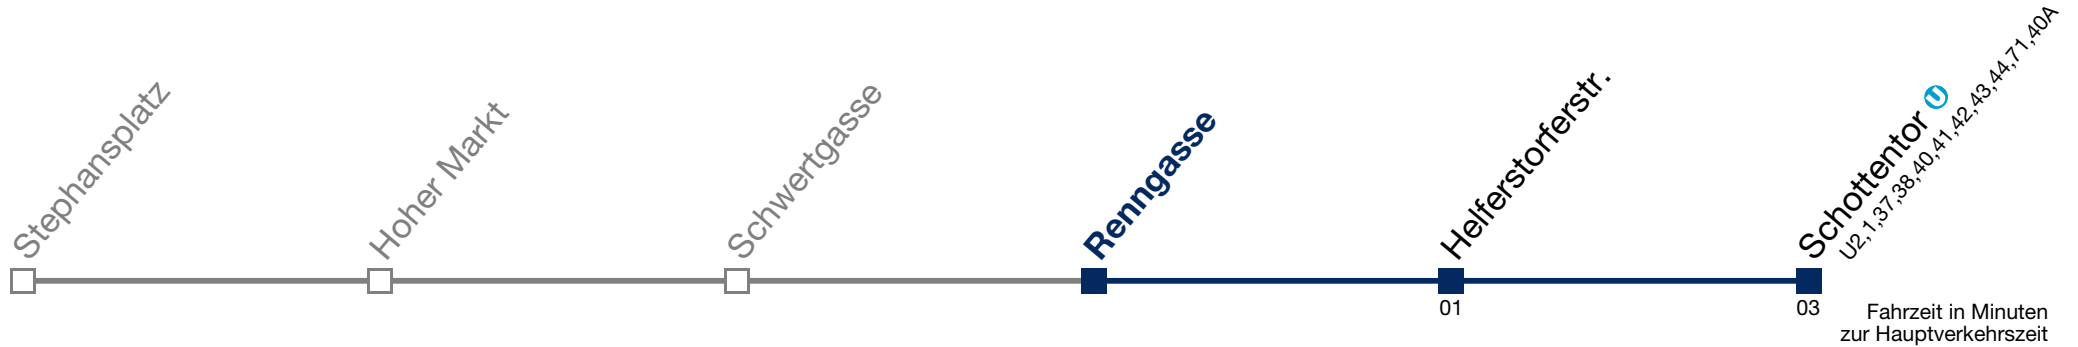 Stephansplatz
Hoher Markt
Schwertgasse
Renngasse
Helferstorferstr.
Schottentor U
U2,1,37,38,40,41,42,43,44,71,40A
01
03
Fahrzeit in Minuten
zur Hauptverkehrszeit